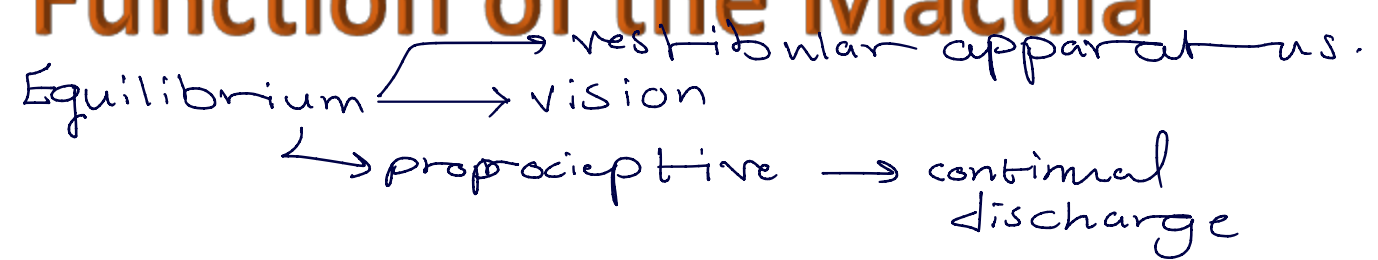 Function of the Macula
Equilibrium → vestibular apparatus.
→ vision
→ proprocieptive → continual
discharge